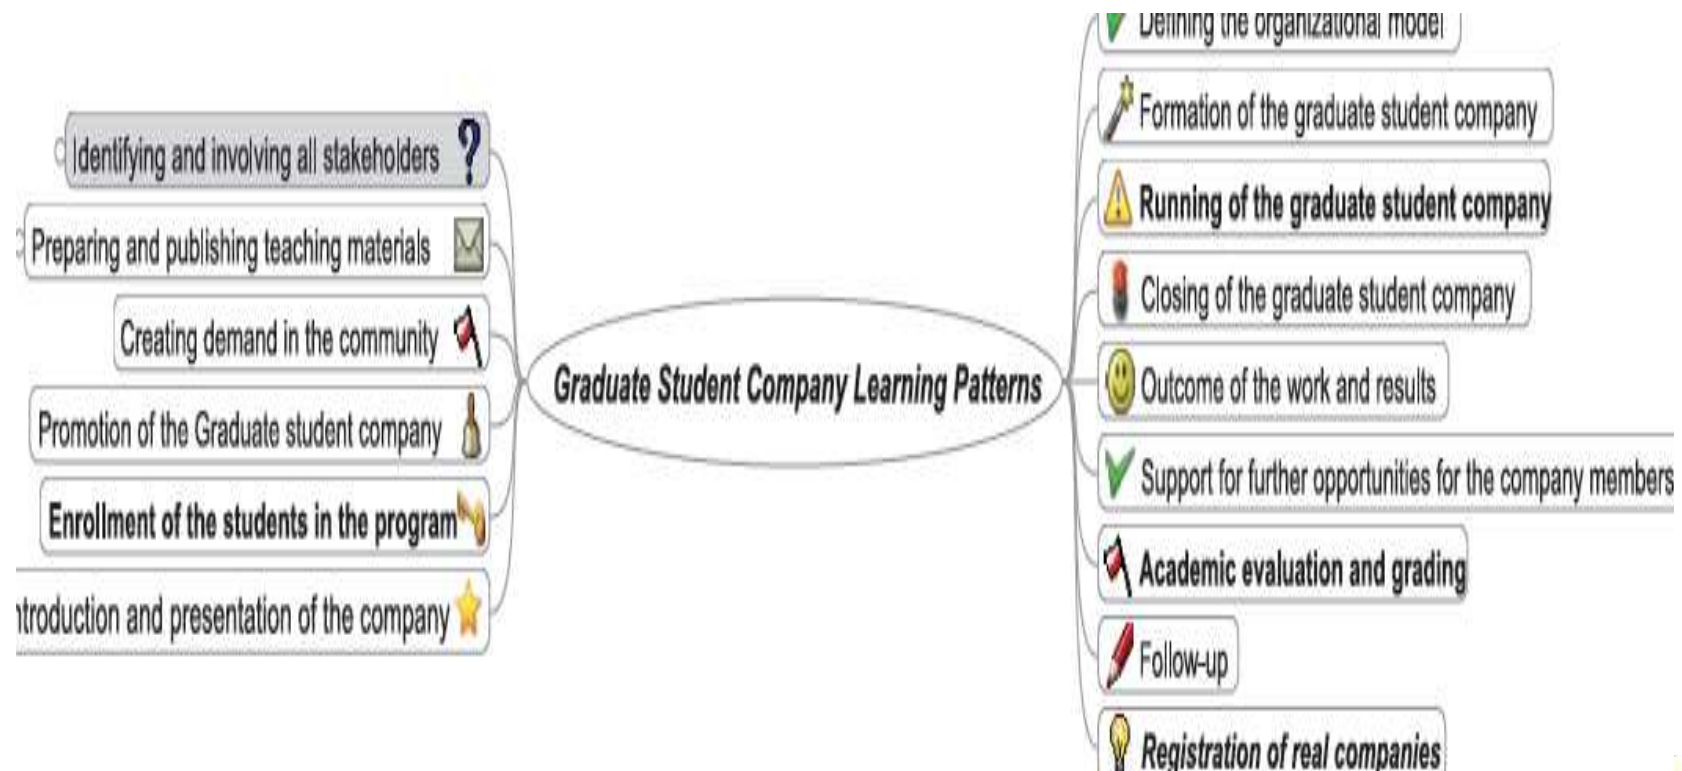 Identifying and involving all stakeholders
Preparing and publishing teaching materials
Creating demand in the community
Promotion of the Graduate student company
Enrollment of the students in the program
ntroduction and presentation of the company
Graduate Student Company Learning Patterns
Defining the organizational model
Formation of the graduate student company
Running of the graduate student company
Closing of the graduate student company
Outcome of the work and results
Support for further opportunities for the company members
Academic evaluation and grading
Follow-up
Registration of real companies